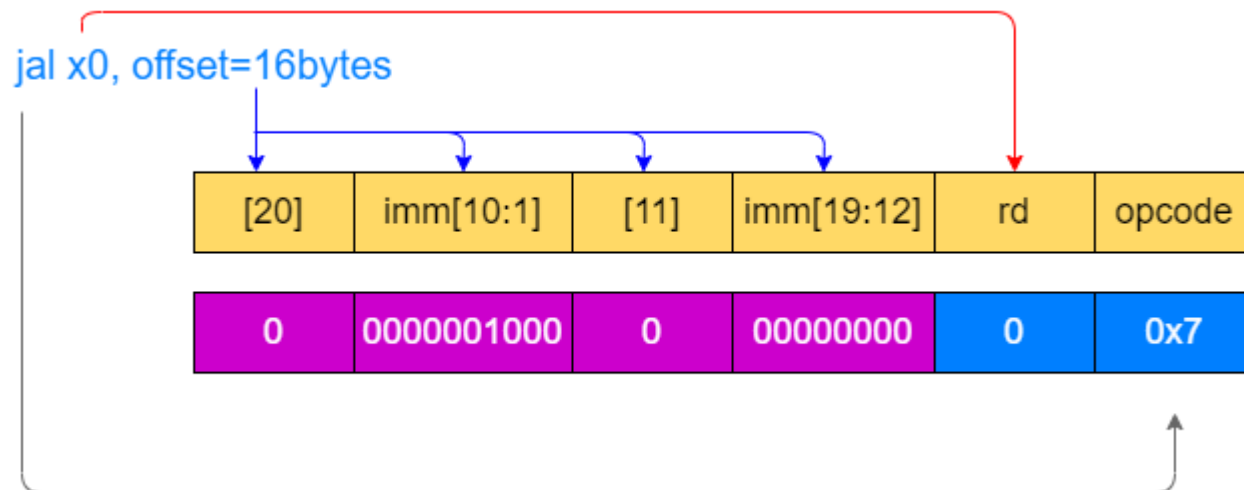 jal x0, offset=16bytes
[20] imm[10:1] [11] imm[19:12] rd opcode
0 0000001000 0 00000000 0 0x7